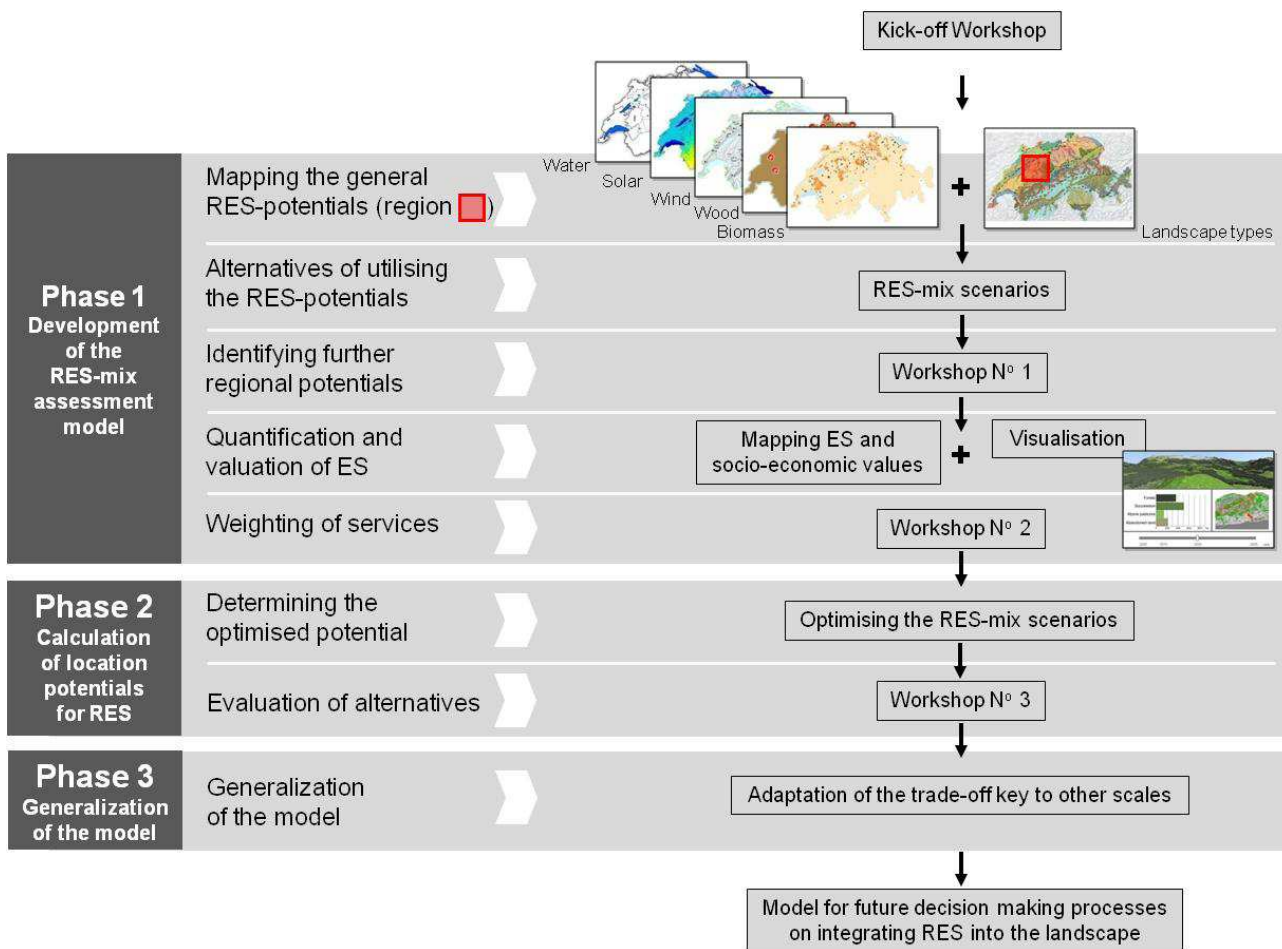 Kick-off Workshop
Water
Solar
Wind
Wood
Biomass
+
Landscape types
Phase 1
Development
of the
RES-mix
assessment
model
Mapping the general
RES-potentials (region )
Alternatives of utilising
the RES-potentials
RES-mix scenarios
Identifying further
regional potentials
Workshop Nº 1
Quantification and
valuation of ES
Mapping ES and
socio-economic values
+
Visualisation
Weighting of services
Workshop Nº 2
Phase 2
Calculation
of location
potentials
for RES
Determining the
optimised potential
Optimising the RES-mix scenarios
Evaluation of alternatives
Workshop Nº 3
Phase 3
Generalization
of the model
Generalization
of the model
Adaptation of the trade-off key to other scales
Model for future decision making processes
on integrating RES into the landscape